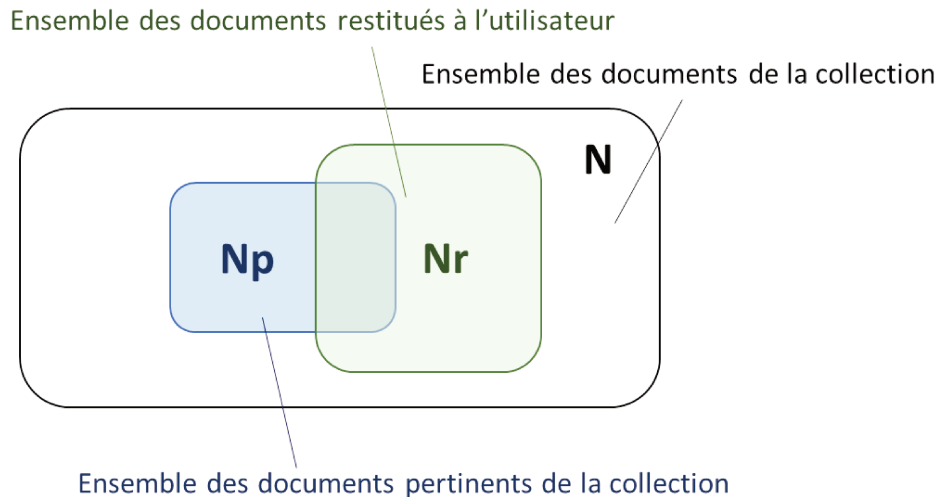 Ensemble des documents restitués à l’utilisateur
Ensemble des documents de la collection
N
Np
Nr
Ensemble des documents pertinents de la collection